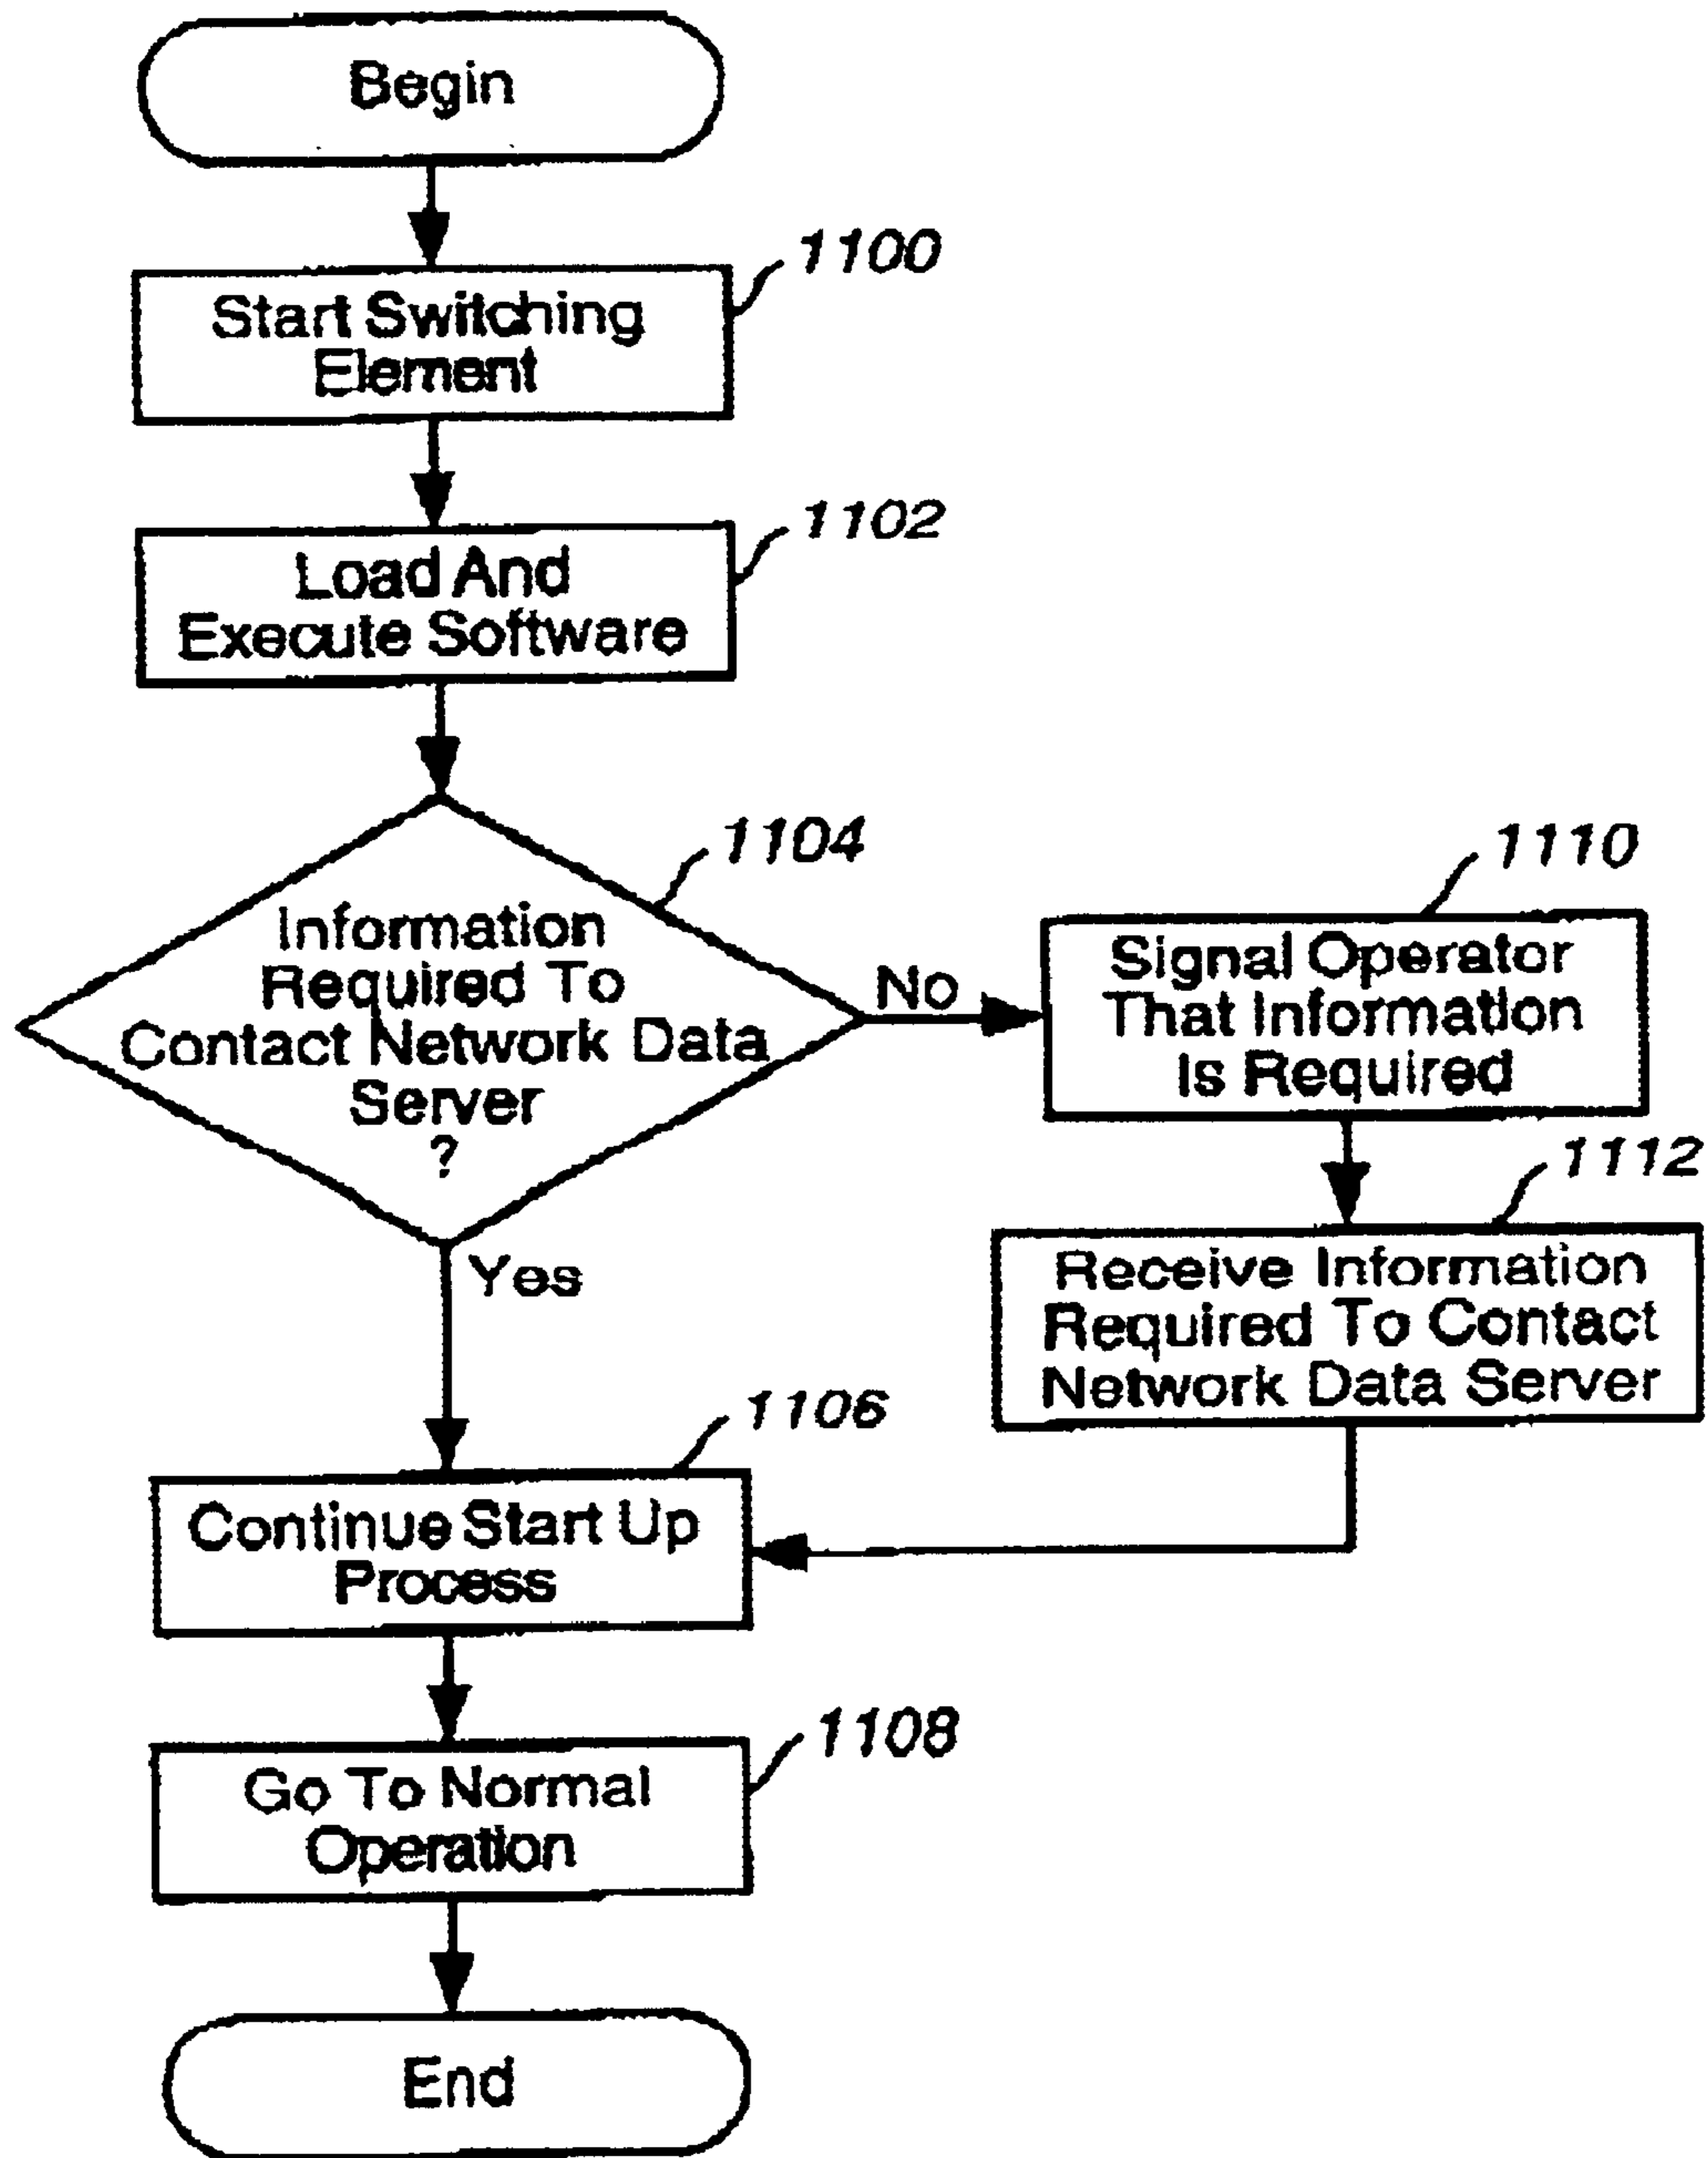 Begin
1100
Start Switching
Element
1102
Load And
Execute Software
1104
Information
Required To
Contact Network Data
Server
?
No
1110
Signal Operator
That Information
Is Required
1112
Receive Information
Required To Contact
Network Data Server
Yes
1106
Continue Start Up
Process
1108
Go To Normal
Operation
End